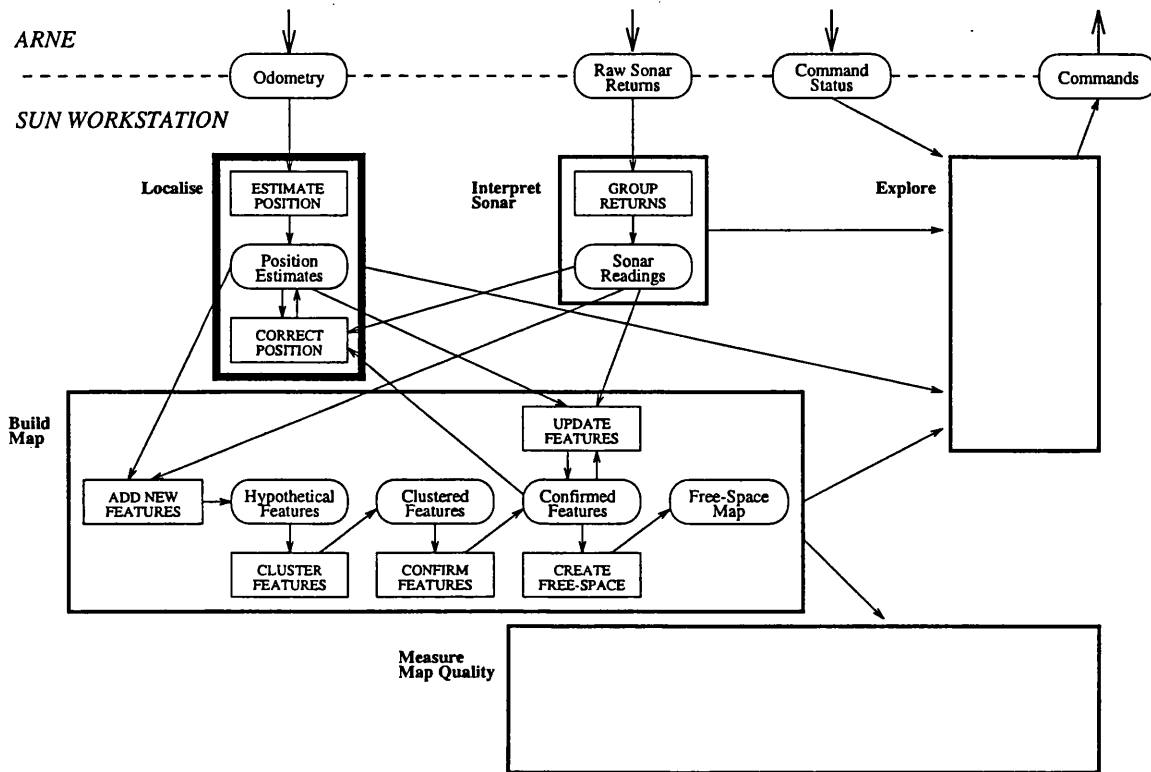 ARNE
Odometry
Raw Sonar
Returns
Command
Status
Commands
SUN WORKSTATION
Localise
ESTIMATE
POSITION
Position
Estimates
CORRECT
POSITION
Interpret
Sonar
GROUP
RETURNS
Sonar
Readings
Explore
Build
Map
UPDATE
FEATURES
ADD NEW
FEATURES
Hypothetical
Features
Clustered
Features
Confirmed
Features
Free-Space
Map
CLUSTER
FEATURES
CONFIRM
FEATURES
CREATE
FREE-SPACE
Measure
Map Quality